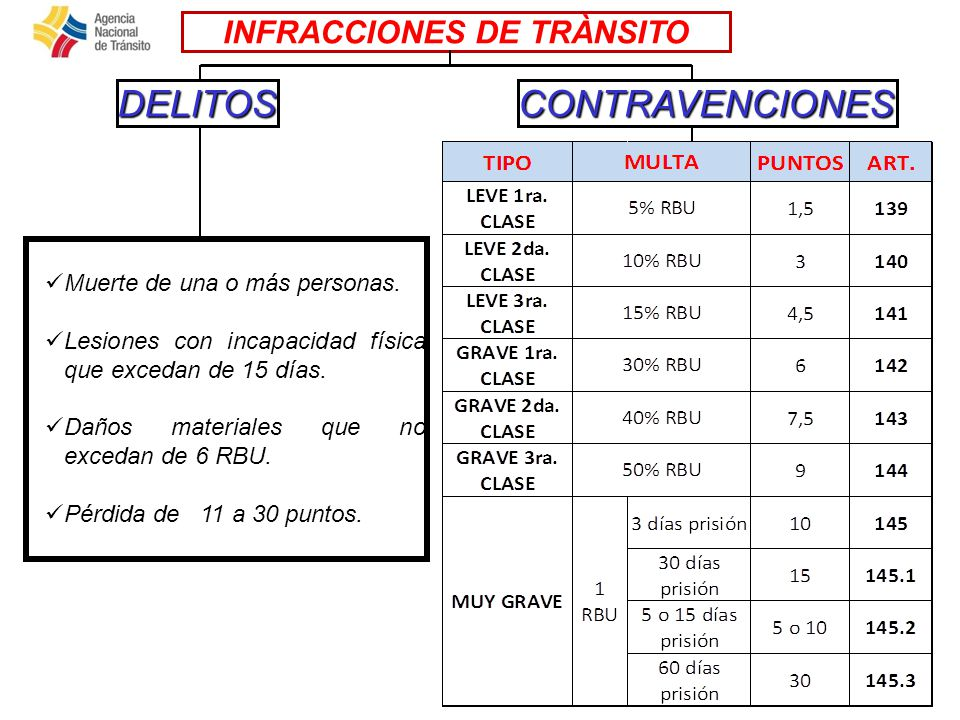 Agencia
Nacional
de Trànsito
INFRACCIONES DE TRÀNSITO
DELITOS
CONTRAVENCIONES
✓Muerte de una o más personas.
✓Lesiones con incapacidad física
que excedan de 15 días.
✓Daños materiales que no
excedan de 6 RBU.
✓Pérdida de 11 a 30 puntos.
TIPO MULTA PUNTOS ART.
LEVE 1ra.
CLASE 5% RBU 1,5 139
LEVE 2da.
CLASE 10% RBU 3 140
LEVE 3ra.
CLASE 15% RBU 4,5 141
GRAVE 1ra.
CLASE 30% RBU 6 142
GRAVE 2da.
CLASE 40% RBU 7,5 143
GRAVE 3ra.
CLASE 50% RBU 9 144
MUY GRAVE
1
RBU
3 días prisión 10 145
30 días
prisión 15 145.1
5 o 15 días
prisión 5 o 10 145.2
60 días
prisión 30 145.3